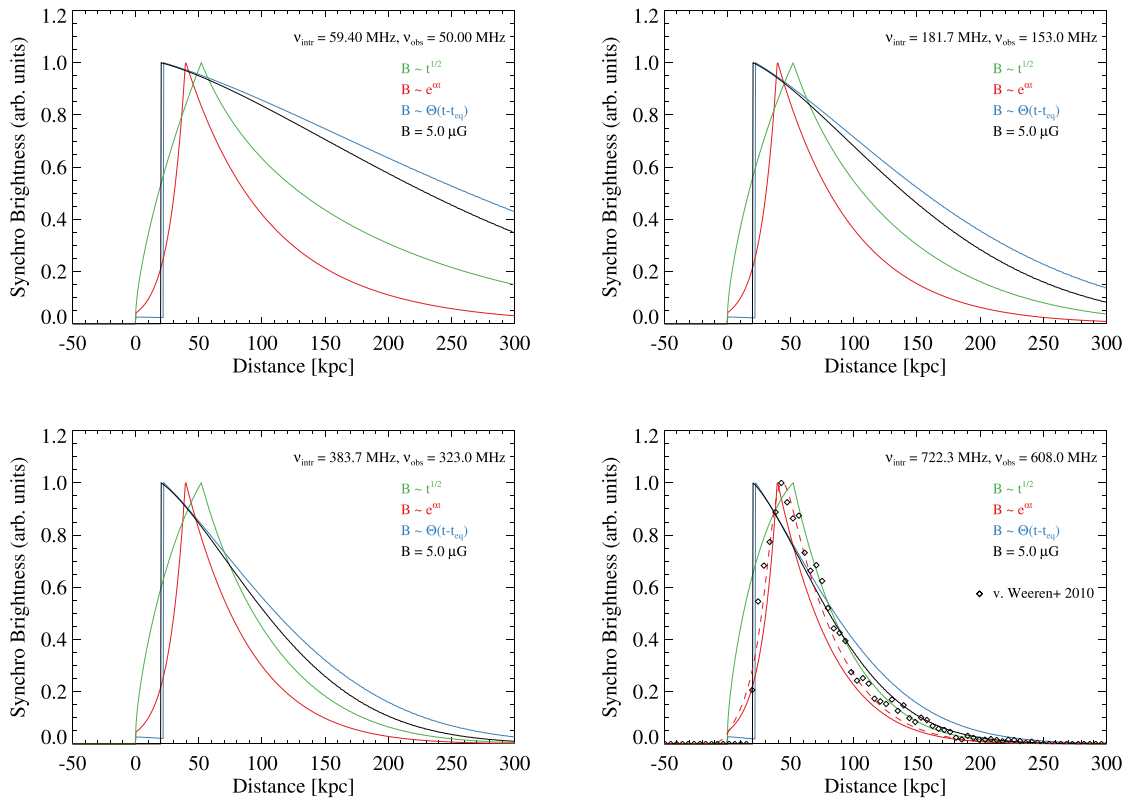 ν_intr = 59.40 MHz, ν_obs = 50.00 MHz
B ~ t^1/2
B ~ e^αt
B ~ Θ(t-t_eq)
B = 5.0 μG
Synchro Brightness (arb. units)
1.2
1.0
0.8
0.6
0.4
0.2
0.0
-50 0 50 100 150 200 250 300
Distance [kpc]
ν_intr = 181.7 MHz, ν_obs = 153.0 MHz
B ~ t^1/2
B ~ e^αt
B ~ Θ(t-t_eq)
B = 5.0 μG
Synchro Brightness (arb. units)
1.2
1.0
0.8
0.6
0.4
0.2
0.0
-50 0 50 100 150 200 250 300
Distance [kpc]
ν_intr = 383.7 MHz, ν_obs = 323.0 MHz
B ~ t^1/2
B ~ e^αt
B ~ Θ(t-t_eq)
B = 5.0 μG
Synchro Brightness (arb. units)
1.2
1.0
0.8
0.6
0.4
0.2
0.0
-50 0 50 100 150 200 250 300
Distance [kpc]
ν_intr = 722.3 MHz, ν_obs = 608.0 MHz
B ~ t^1/2
B ~ e^αt
B ~ Θ(t-t_eq)
B = 5.0 μG
v. Weeren+ 2010
Synchro Brightness (arb. units)
1.2
1.0
0.8
0.6
0.4
0.2
0.0
-50 0 50 100 150 200 250 300
Distance [kpc]